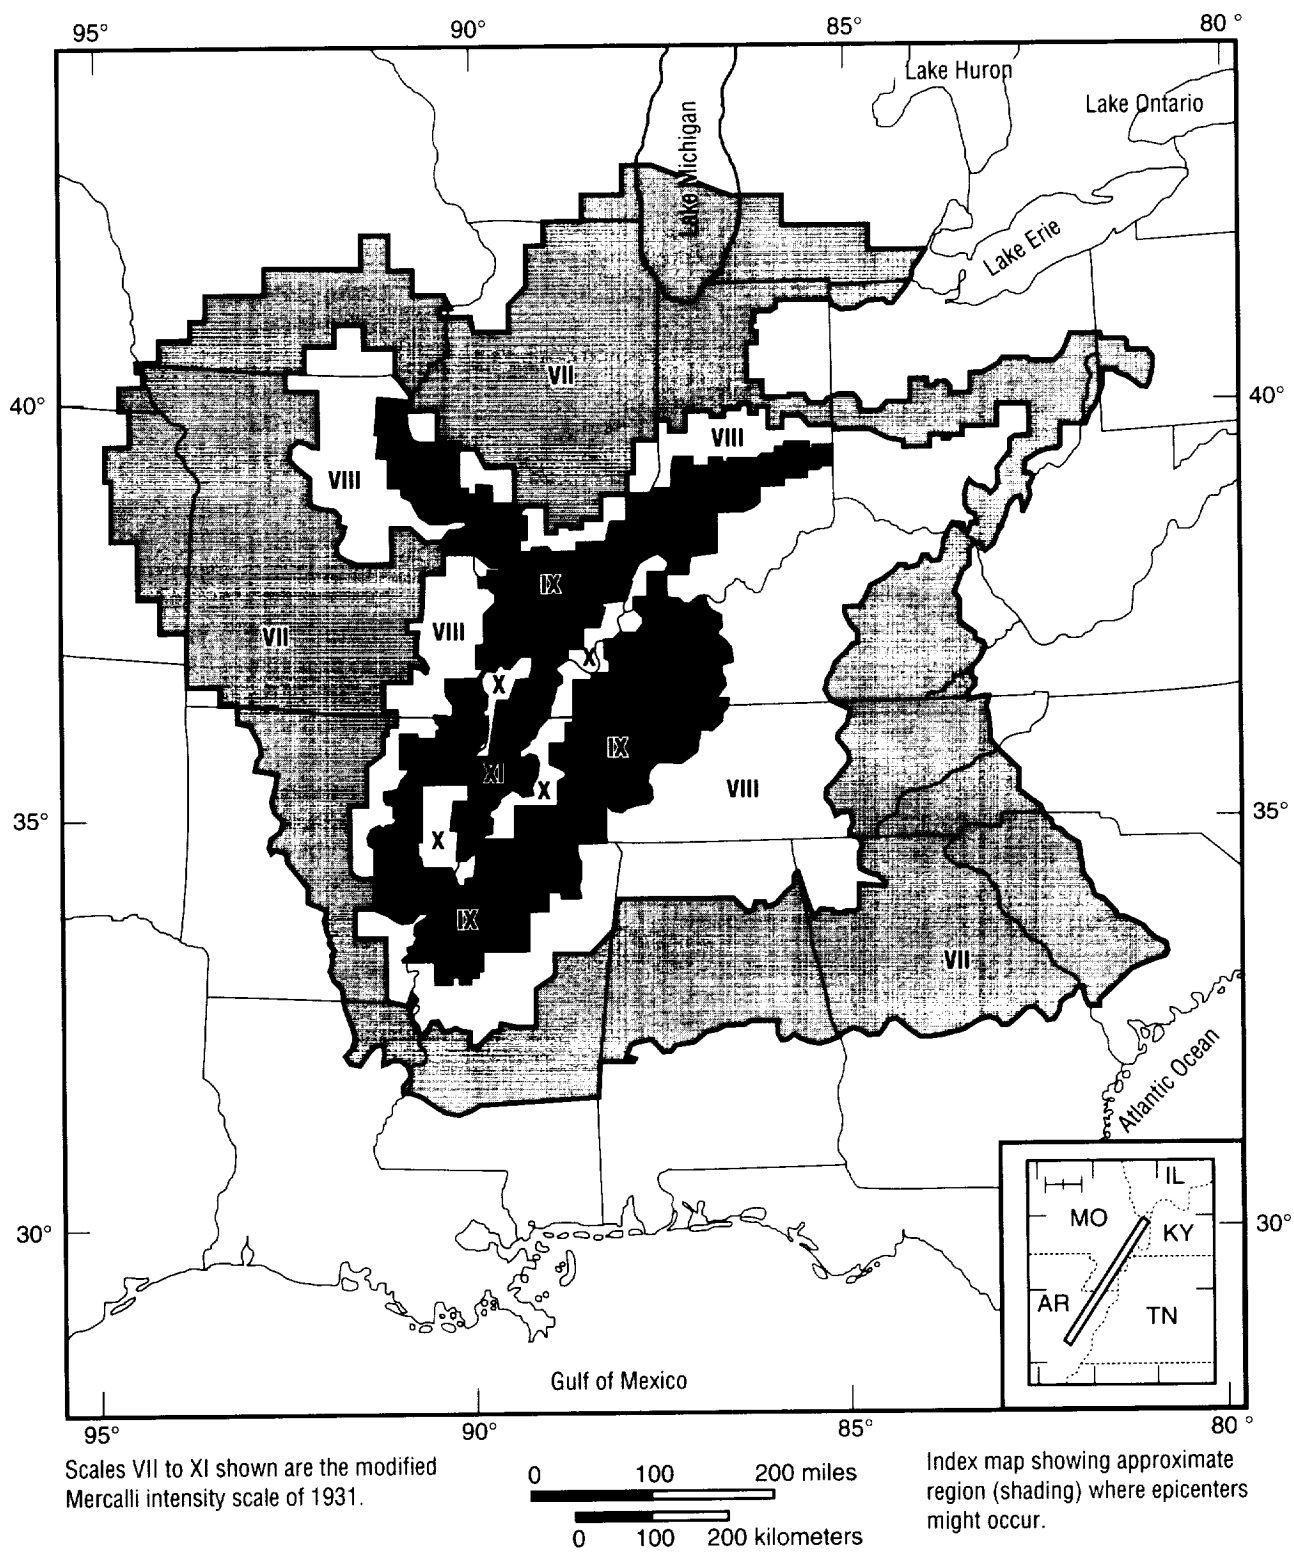 95°
90°
85°
80 °
Lake Huron
Lake Ontario
Lake Michigan
Lake Erie
VII
40°
40°
VIII
VIII
IX
VIII
VII
X
X
IX
XI
X
VIII
35°
35°
X
IX
VII
Atlantic Ocean
IL
MO
KY
30°
30°
AR
TN
Gulf of Mexico
95°
90°
85°
80 °
Scales VII to XI shown are the modified
Mercalli intensity scale of 1931.
0 100 200 miles
0 100 200 kilometers
Index map showing approximate
region (shading) where epicenters
might occur.